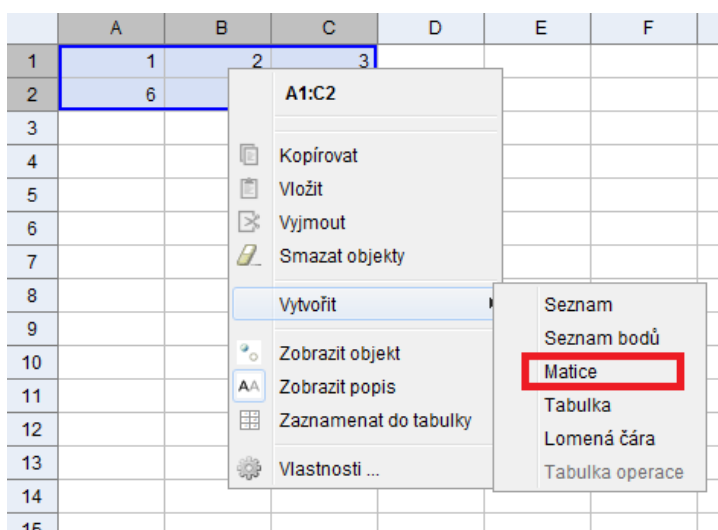 A B C D E F
1 1 2 3
2 6
A1:C2
3
4 Kopírovat
5 Vložit
6 Vyjmout
7 Smazat objekty
8 Vytvořit Seznam
9 Seznam bodů
10 Zobrazit objekt Matice
11 AA Zobrazit popis Tabulka
12 Zaznamenat do tabulky Lomená čára
13 Vlastnosti ... Tabulka operace
14
15